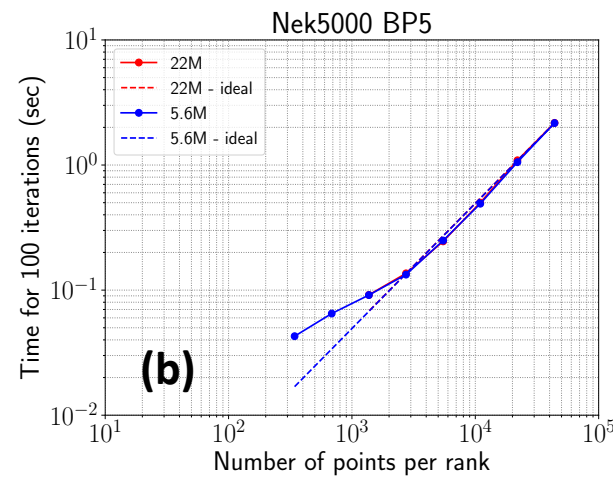 Nek5000 BP5
Time for 100 iterations (sec)
10^1
10^0
10^-1
10^-2
22M
22M - ideal
5.6M
5.6M - ideal
(b)
10^1 10^2 10^3 10^4 10^5
Number of points per rank